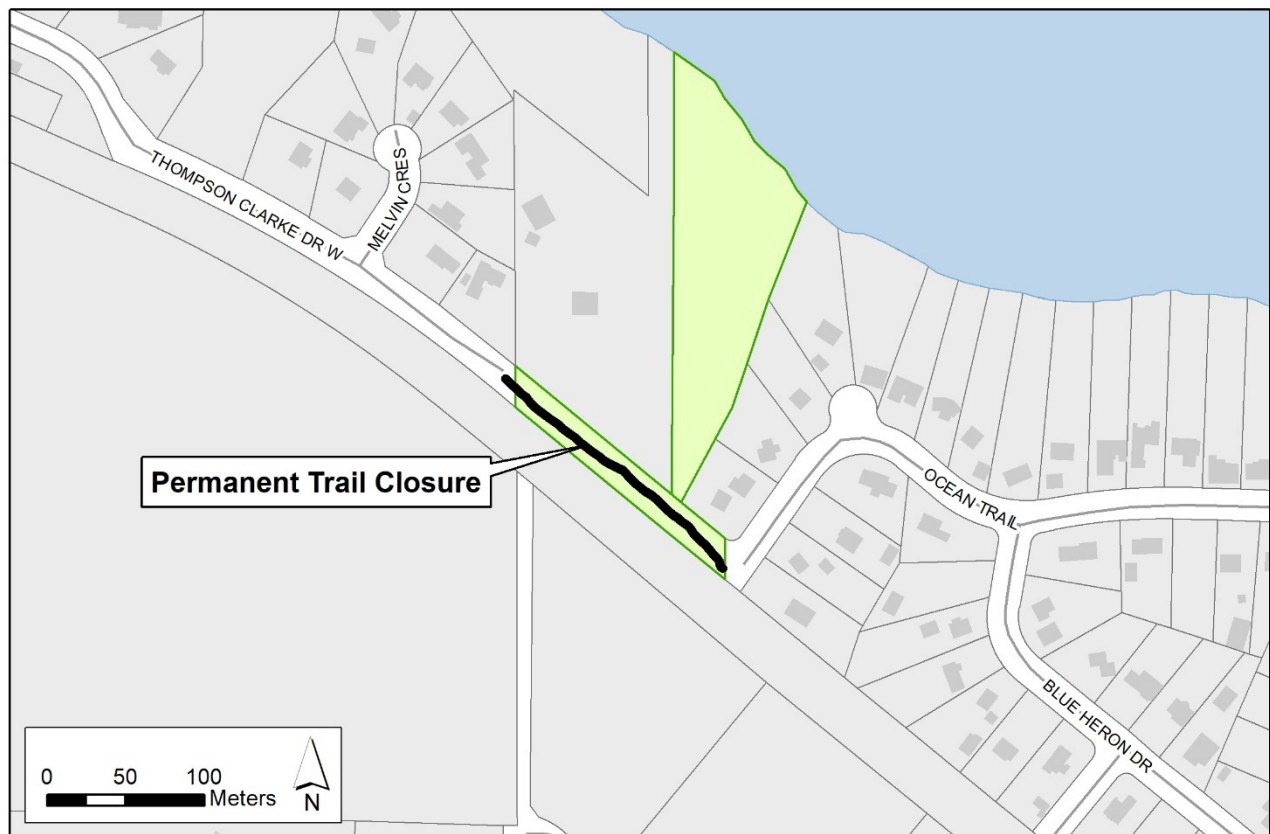 THOMPSON CLARKE DR W
MELVIN CRES
Permanent Trail Closure
OCEAN TRAIL
BLUE HERON DR
0 50 100
Meters
N